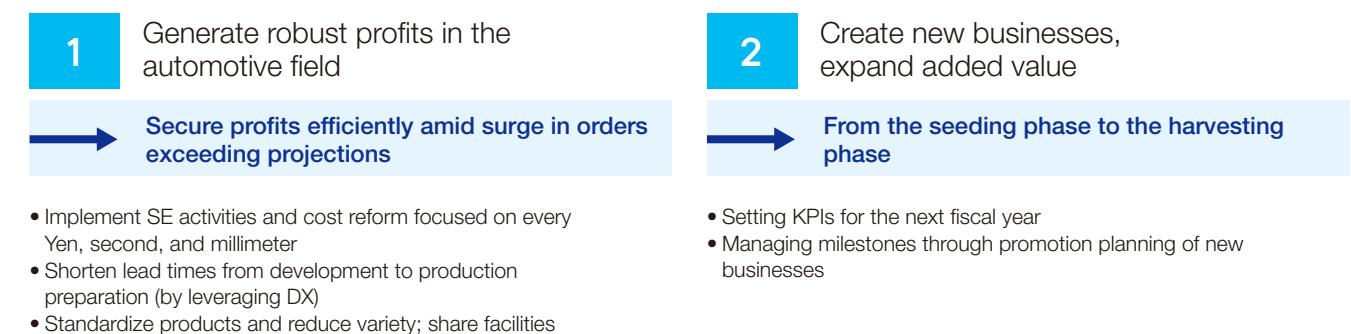 1
Generate robust profits in the
automotive field
Secure profits efficiently amid surge in orders
exceeding projections
• Implement SE activities and cost reform focused on every
Yen, second, and millimeter
• Shorten lead times from development to production
preparation (by leveraging DX)
• Standardize products and reduce variety; share facilities
2
Create new businesses,
expand added value
From the seeding phase to the harvesting
phase
• Setting KPIs for the next fiscal year
• Managing milestones through promotion planning of new
businesses